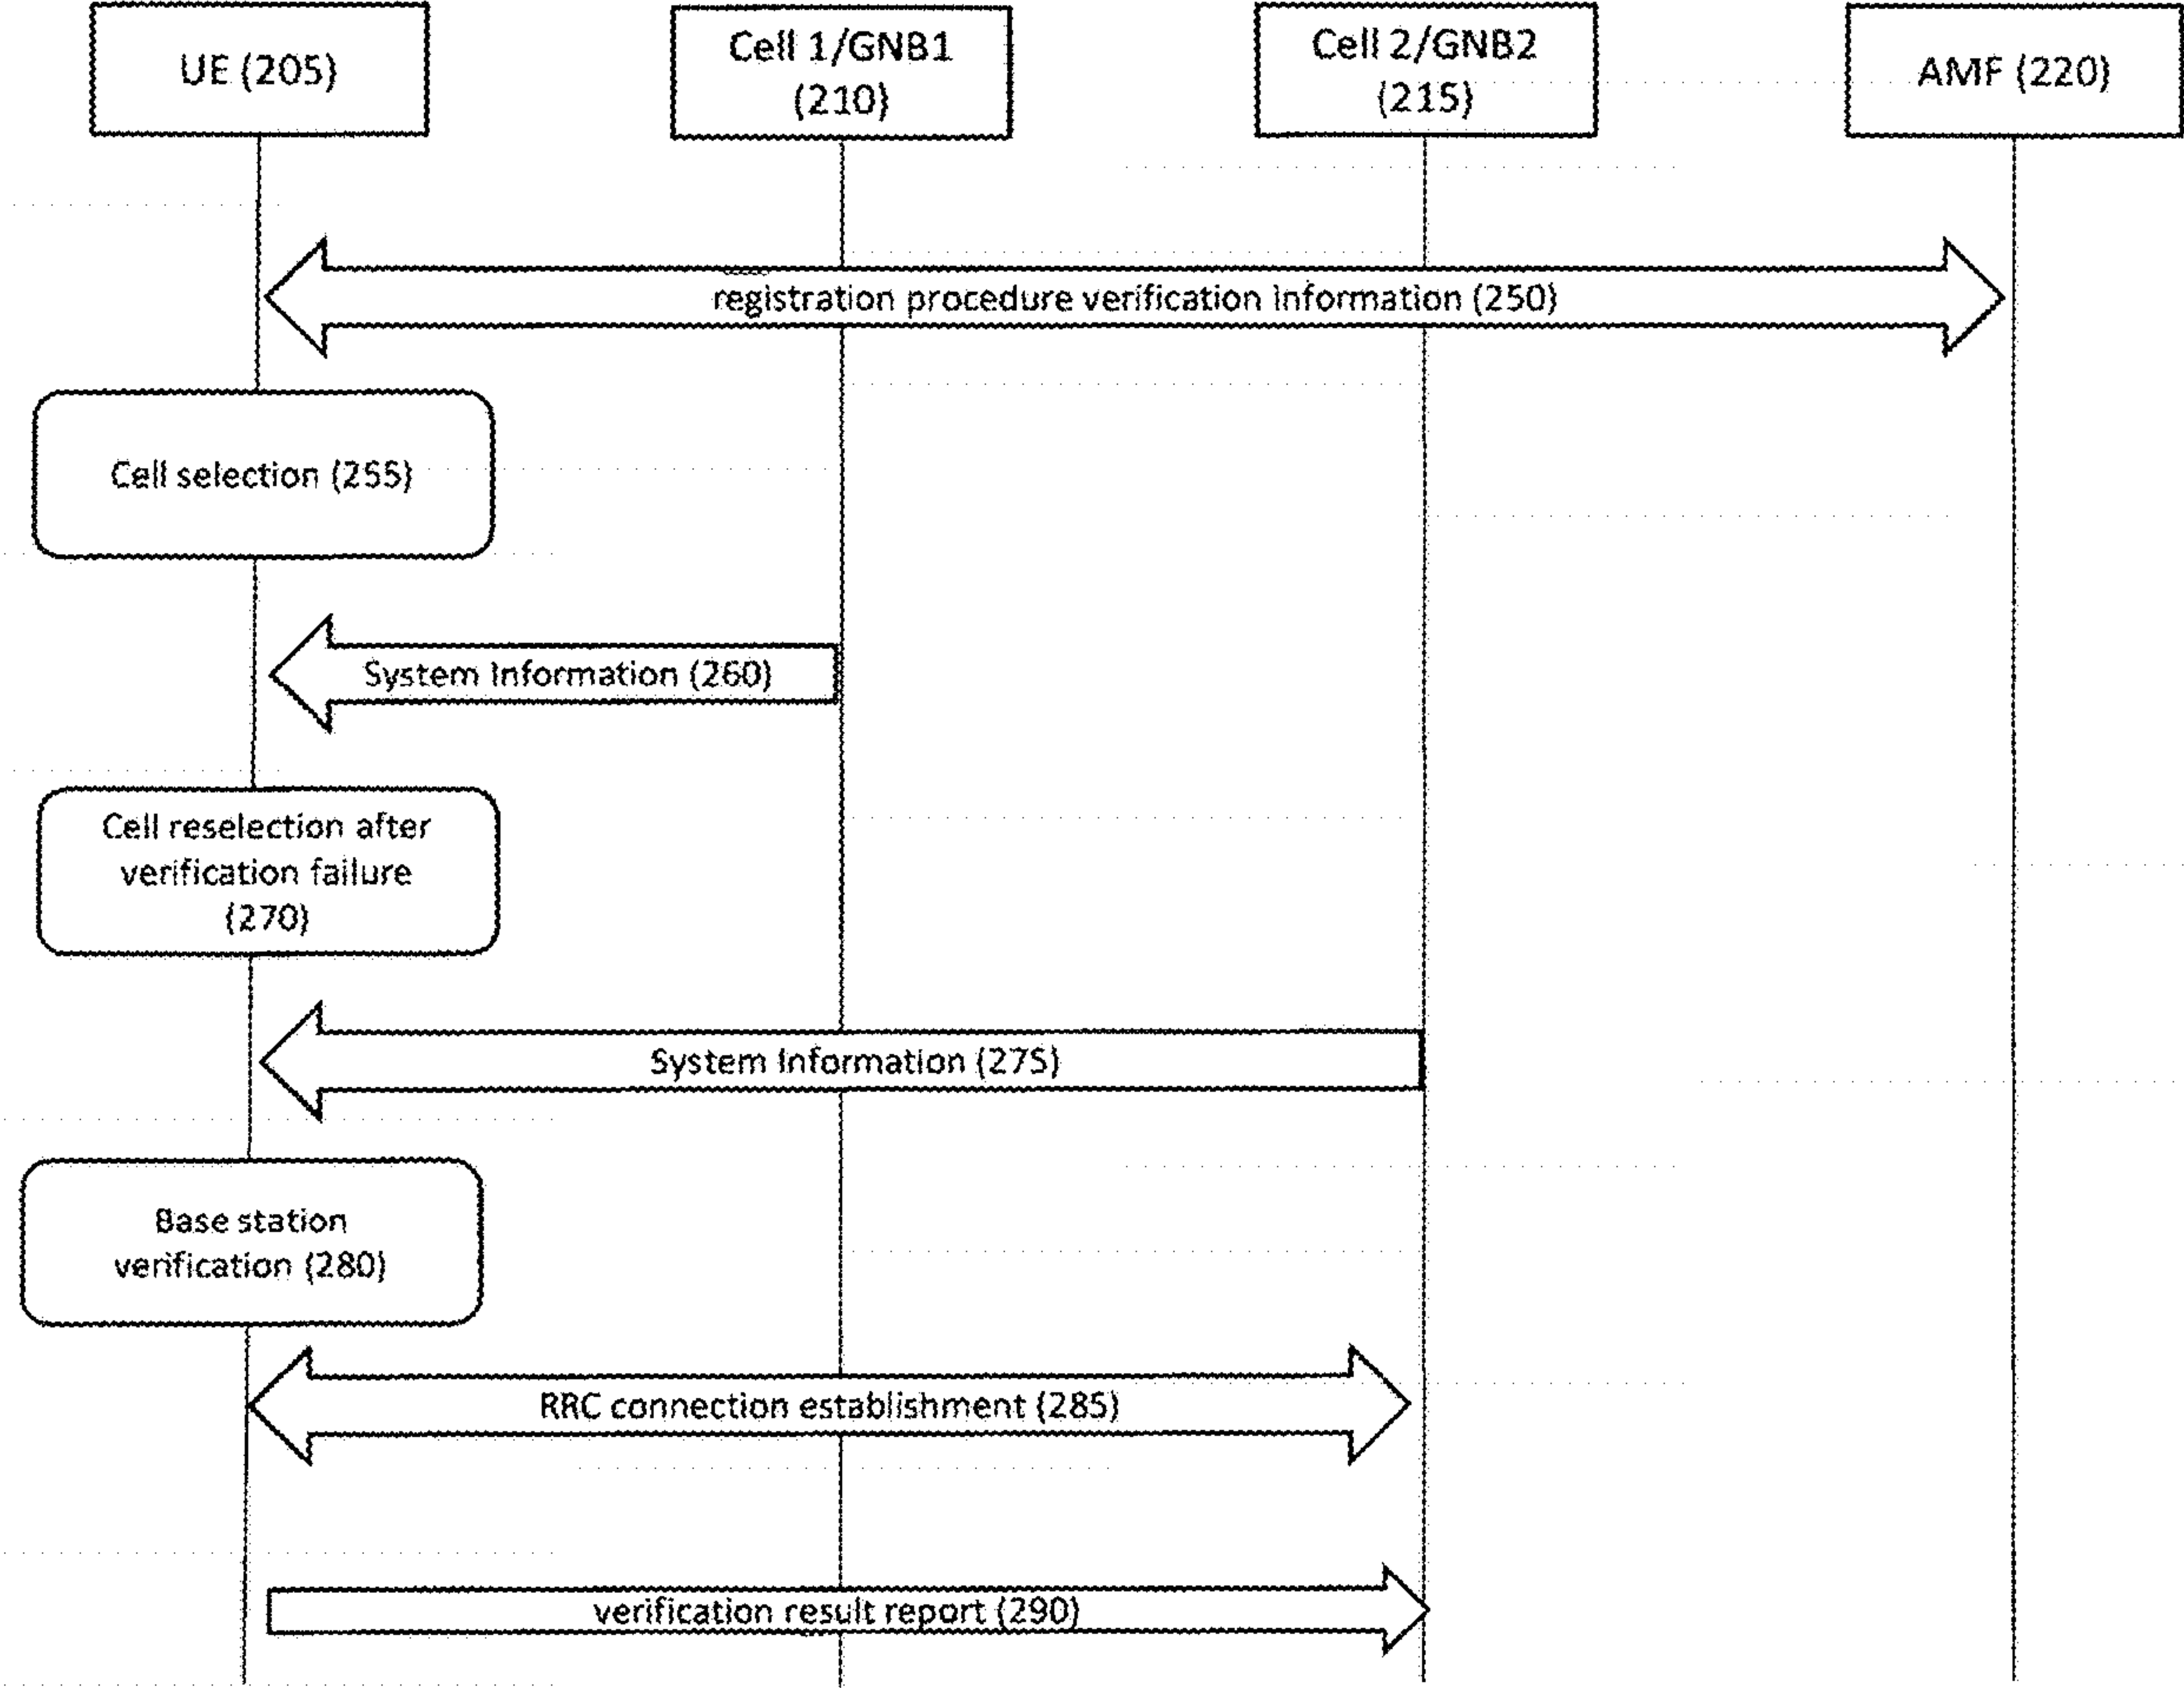 UE (205)
Cell 1/GNB1
(210)
Cell 2/GNB2
(215)
AMF (220)
registration procedure verification information (250)
Cell selection (255)
System Information (260)
Cell reselection after
verification failure
(270)
System Information (275)
Base station
verification (280)
RRC connection establishment (285)
verification result report (290)